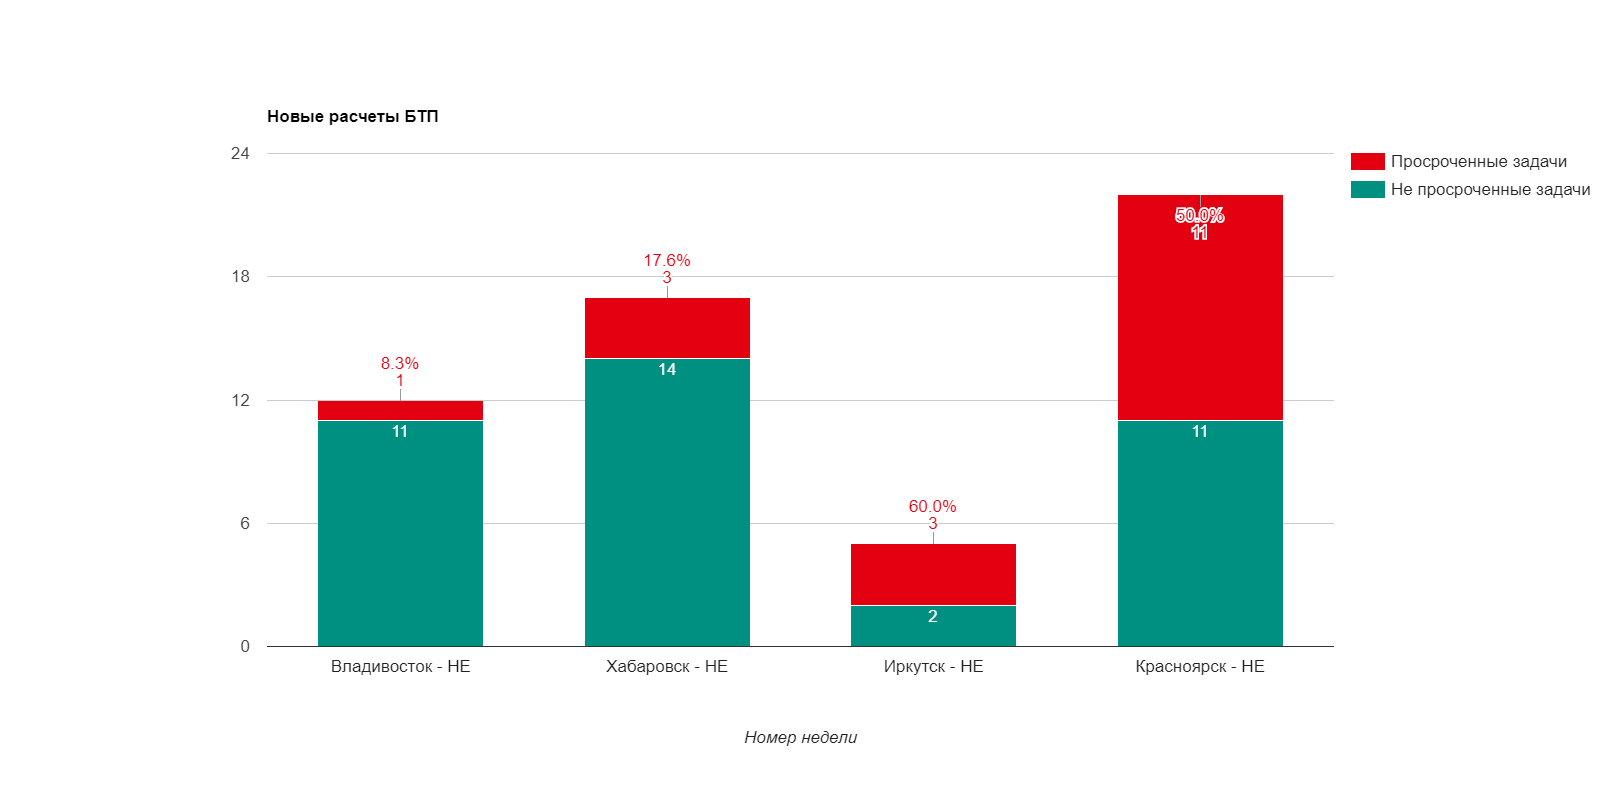 Новые расчеты БТП
24
18
12
6
0
Просроченные задачи
Не просроченные задачи
8.3%
1
11
17.6%
3
14
60.0%
3
2
50.0%
11
11
Владивосток - НЕ
Хабаровск - НЕ
Иркутск - НЕ
Красноярск - НЕ
Номер недели